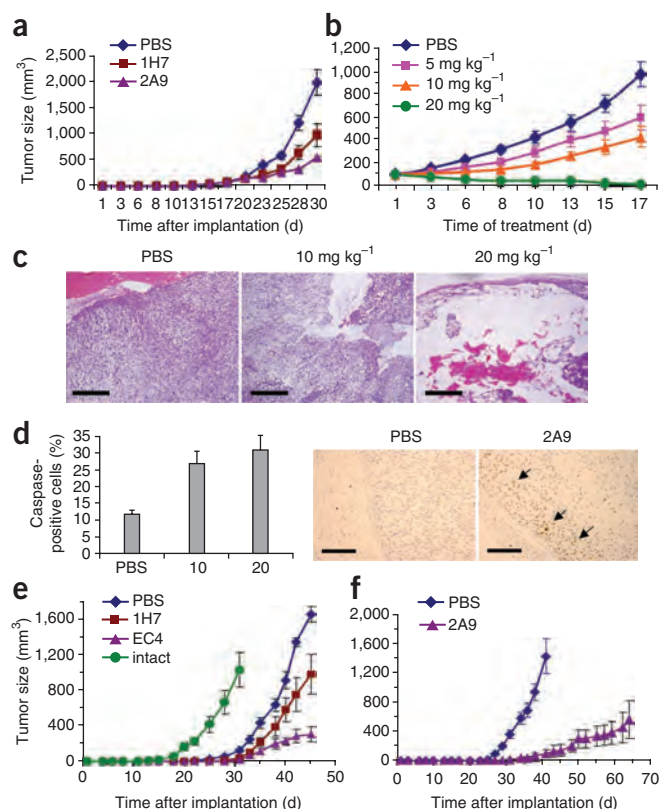 a
PBS
1H7
2A9
Tumor size (mm³)
2,500
2,000
1,500
1,000
500
0
1 3 6 8 10 13 15 17 20 23 25 28 30
Time after implantation (d)
b
PBS
5 mg kg⁻¹
10 mg kg⁻¹
20 mg kg⁻¹
1,200
1,000
800
600
400
200
0
1 3 6 8 10 13 15 17
Time of treatment (d)
c
PBS 10 mg kg⁻¹ 20 mg kg⁻¹
d
Caspase-
positive cells (%)
35
30
25
20
15
10
5
0
PBS 10 20
PBS 2A9
e
PBS
1H7
EC4
intact
Tumor size (mm³)
1,600
1,200
800
400
0
0 10 20 30 40 50
Time after implantation (d)
f
PBS
2A9
2,000
1,600
1,200
800
400
0
0 10 20 30 40 50 60 70
Time after implantation (d)